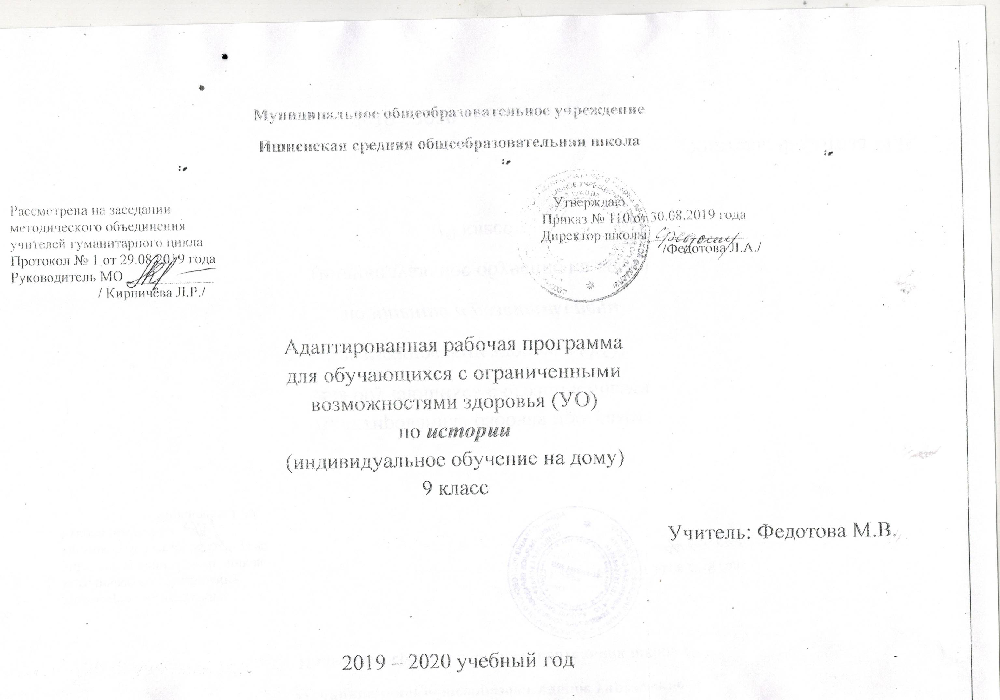 Муниципальное общеобразовательное учреждение
Ишненская средняя общеобразовательная школа
Рассмотрена на заседании
методического объединения
учителей гуманитарного цикла
Протокол № 1 от 29.08.2019 года
Руководитель МО
/ Кирпичёва Л.Р./
Утверждаю
Приказ № 110 от 30.08.2019 года
Директор школы
/Федотова Л.А./
Адаптированная рабочая программа
для обучающихся с ограниченными
возможностями здоровья (УО)
по истории
(индивидуальное обучение на дому)
9 класс
Учитель: Федотова М.В.
2019 – 2020 учебный год